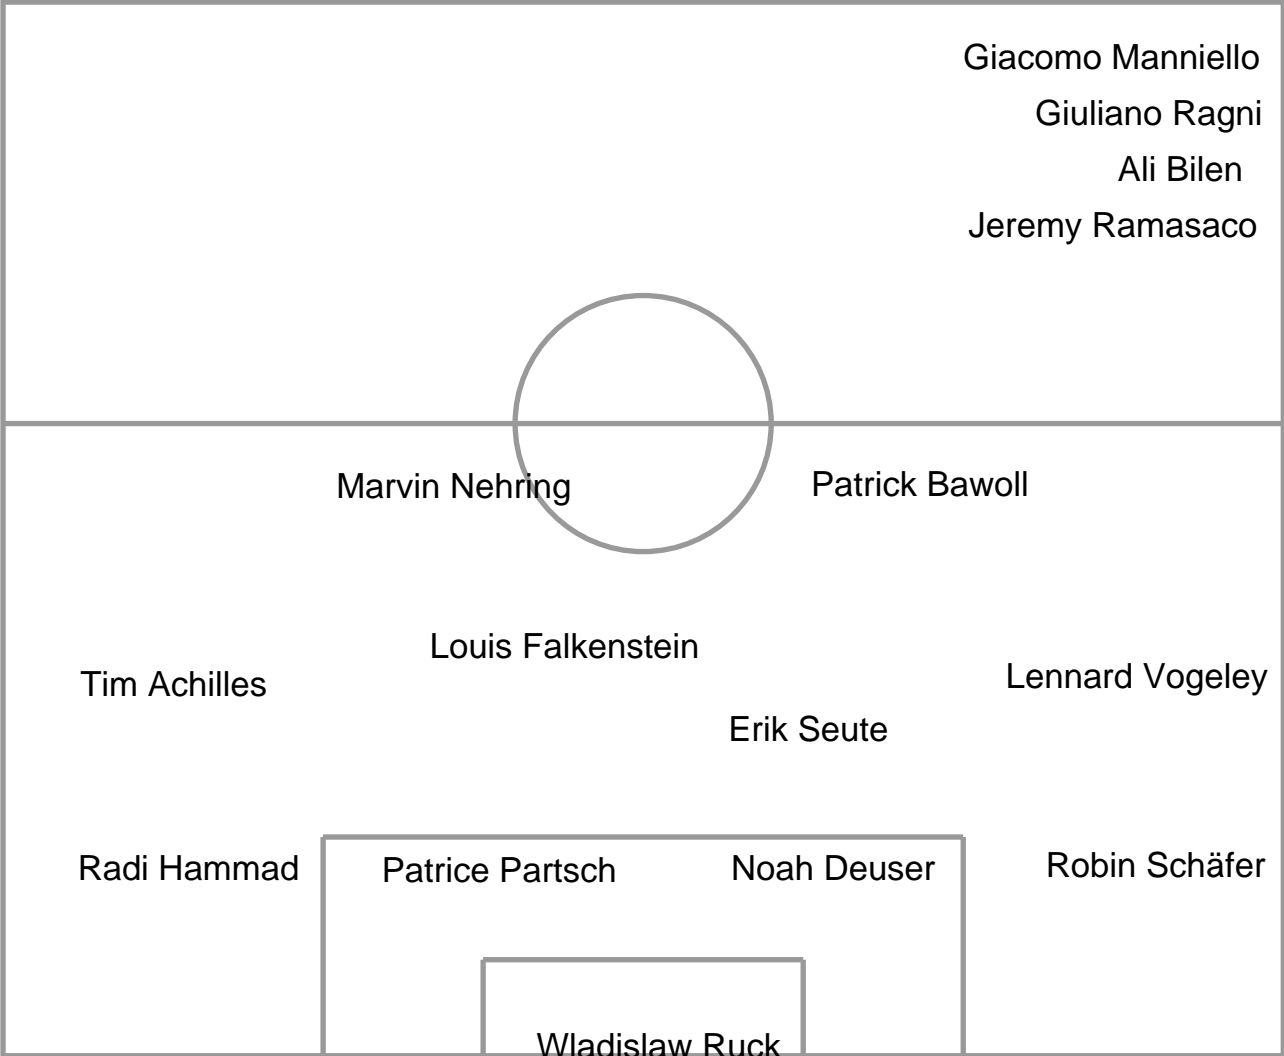 Giacomo Manniello
Giuliano Ragni
Ali Bilen
Jeremy Ramasaco
Marvin Nehring
Patrick Bawoll
Louis Falkenstein
Tim Achilles
Lennard Vogeley
Erik Seute
Radi Hammad
Patrice Partsch
Noah Deuser
Robin Schäfer
Wladislaw Ruck